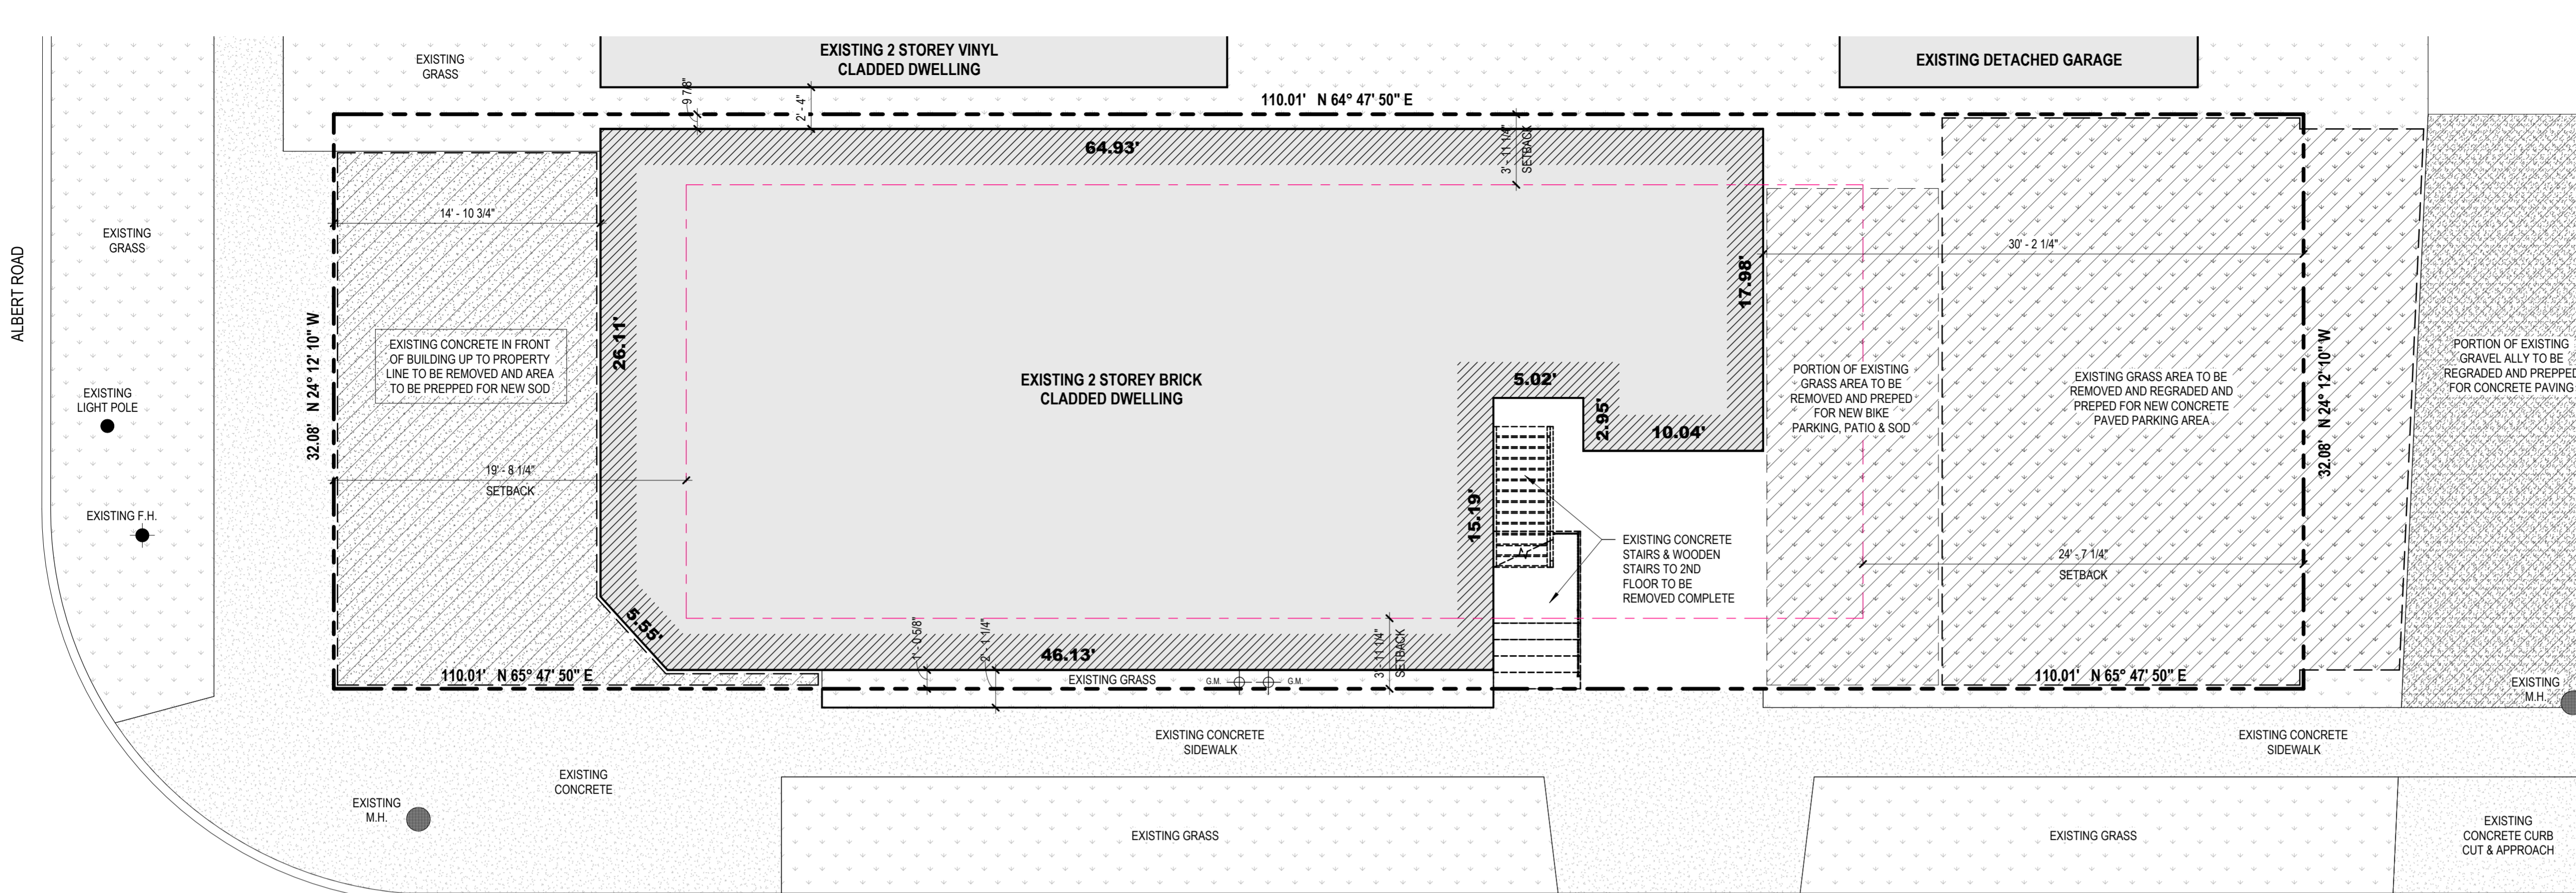 EXISTING
GRASS
EXISTING 2 STOREY VINYL
CLADDED DWELLING
EXISTING DETACHED GARAGE
9 7/8"
2' - 4"
110.01'   N 64° 47' 50" E
64.93'
3' - 11 1/4"
SETBACK
14' - 10 3/4"
EXISTING
GRASS
ALBERT ROAD
30' - 2 1/4"
17.98'
26.11'
32.08'   N 24° 12' 10" W
EXISTING CONCRETE IN FRONT
OF BUILDING UP TO PROPERTY
LINE TO BE REMOVED AND AREA
TO BE PREPPED FOR NEW SOD
EXISTING 2 STOREY BRICK
CLADDED DWELLING
5.02'
2.95'
10.04'
PORTION OF EXISTING
GRASS AREA TO BE
REMOVED AND PREPED
FOR NEW BIKE
PARKING, PATIO & SOD
EXISTING GRASS AREA TO BE
REMOVED AND REGRADED AND
PREPED FOR NEW CONCRETE
PAVED PARKING AREA
32.08'   N 24° 12' 10" W
PORTION OF EXISTING
GRAVEL ALLY TO BE
REGRADED AND PREPPED
FOR CONCRETE PAVING
EXISTING
LIGHT POLE
19' - 8 1/4"
SETBACK
EXISTING F.H.
15.19'
EXISTING CONCRETE
STAIRS & WOODEN
STAIRS TO 2ND
FLOOR TO BE
REMOVED COMPLETE
24' - 7 1/4"
SETBACK
5.55'
1' - 0 5/8"
2' - 1 1/4"
46.13'
3' - 11 1/4"
SETBACK
110.01'   N 65° 47' 50" E
EXISTING GRASS
G.M.
G.M.
110.01'   N 65° 47' 50" E
EXISTING
M.H.
EXISTING CONCRETE
SIDEWALK
EXISTING CONCRETE
SIDEWALK
EXISTING
CONCRETE
EXISTING
M.H.
EXISTING GRASS
EXISTING GRASS
EXISTING
CONCRETE CURB
CUT & APPROACH